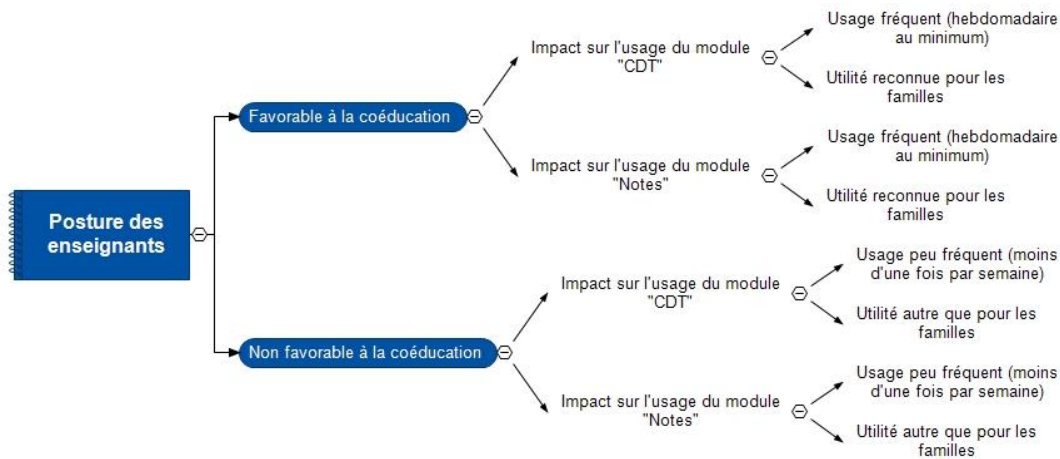 Posture des
enseignants
Favorable à la coéducation
Impact sur l'usage du module
"CDT"
Usage fréquent (hebdomadaire
au minimum)
Utilité reconnue pour les
familles
Impact sur l'usage du module
"Notes"
Usage fréquent (hebdomadaire
au minimum)
Utilité reconnue pour les
familles
Non favorable à la coéducation
Impact sur l'usage du module
"CDT"
Usage peu fréquent (moins
d'une fois par semaine)
Utilité autre que pour les
familles
Impact sur l'usage du module
"Notes"
Usage peu fréquent (moins
d'une fois par semaine)
Utilité autre que pour les
familles